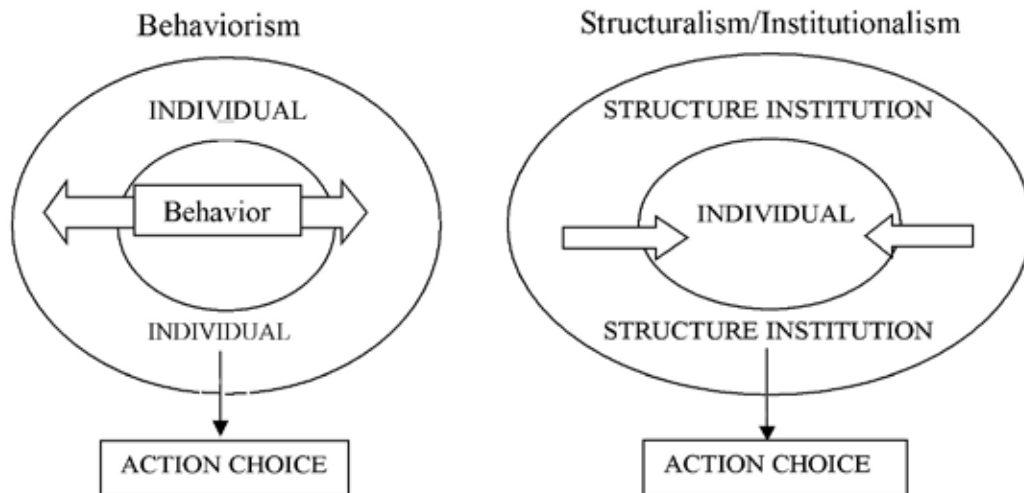 Behaviorism
INDIVIDUAL
Behavior
INDIVIDUAL
ACTION CHOICE
Structuralism/Institutionalism
STRUCTURE INSTITUTION
INDIVIDUAL
STRUCTURE INSTITUTION
ACTION CHOICE